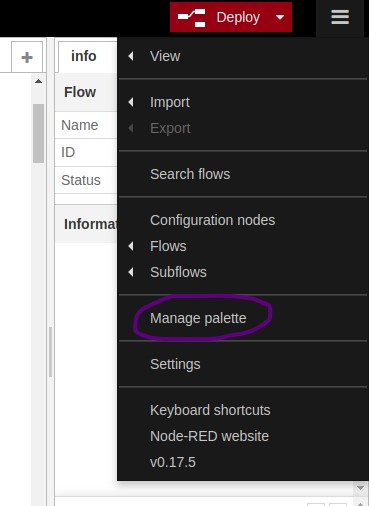 Deploy
+
info
View
Flow
Import
Name
Export
ID
Search flows
Status
Configuration nodes
Informat
Flows
Subflows
Manage palette
Settings
Keyboard shortcuts
Node-RED website
v0.17.5